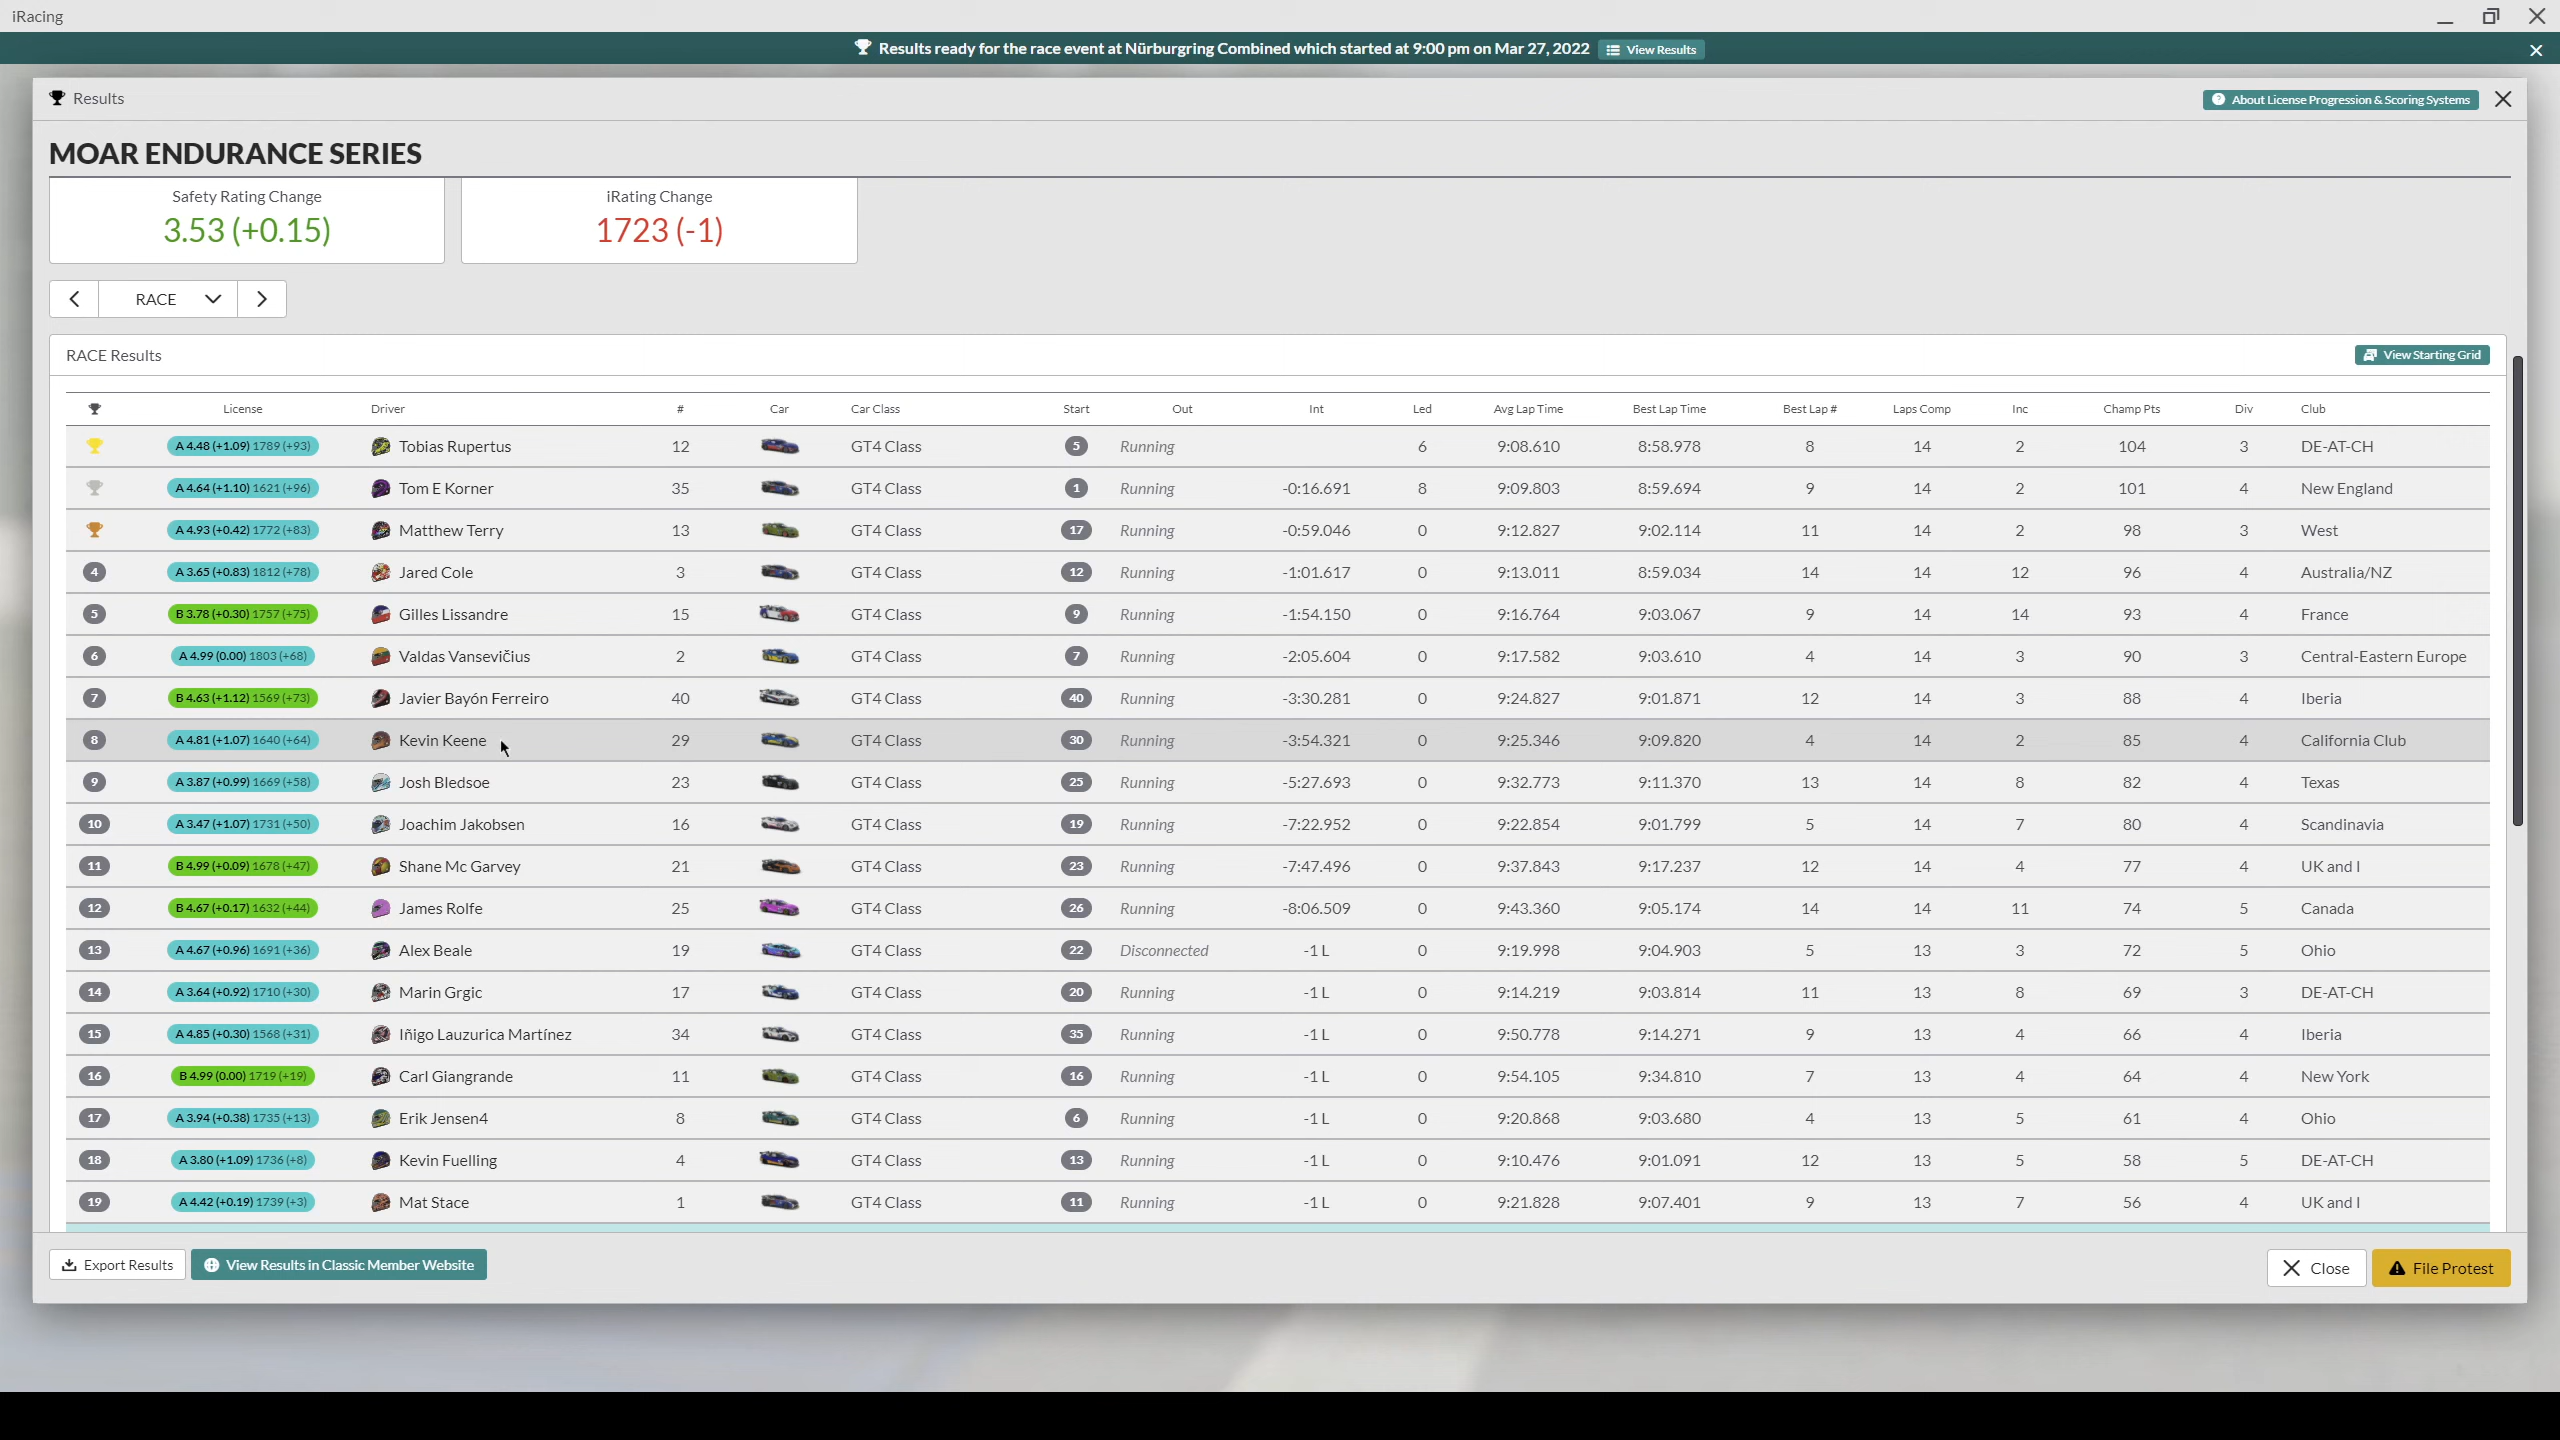 iRacing
Results ready for the race event at Nürburgring Combined which started at 9:00 pm on Mar 27, 2022 View Results
Results About License Progression & Scoring Systems
MOAR ENDURANCE SERIES
Safety Rating Change iRating Change
3.53 (+0.15) 1723 (-1)
RACE
RACE Results View Starting Grid
License Driver # Car Car Class Start Out Int Led Avg Lap Time Best Lap Time Best Lap # Laps Comp Inc Champ Pts Div Club
A 4.48 (+1.09) 1789 (+93) Tobias Rupertus 12 GT4 Class 5 Running 6 9:08.610 8:58.978 8 14 2 104 3 DE-AT-CH
A 4.64 (+1.10) 1621 (+96) Tom E Korner 35 GT4 Class 1 Running -0:16.691 8 9:09.803 8:59.694 9 14 2 101 4 New England
A 4.93 (+0.42) 1772 (+83) Matthew Terry 13 GT4 Class 17 Running -0:59.046 0 9:12.827 9:02.114 11 14 2 98 3 West
4 A 3.65 (+0.83) 1812 (+78) Jared Cole 3 GT4 Class 12 Running -1:01.617 0 9:13.011 8:59.034 14 14 12 96 4 Australia/NZ
5 B 3.78 (+0.30) 1757 (+75) Gilles Lissandre 15 GT4 Class 9 Running -1:54.150 0 9:16.764 9:03.067 9 14 14 93 4 France
6 A 4.99 (0.00) 1803 (+68) Valdas Vansevičius 2 GT4 Class 7 Running -2:05.604 0 9:17.582 9:03.610 4 14 3 90 3 Central-Eastern Europe
7 B 4.63 (+1.12) 1569 (+73) Javier Bayón Ferreiro 40 GT4 Class 40 Running -3:30.281 0 9:24.827 9:01.871 12 14 3 88 4 Iberia
8 A 4.81 (+1.07) 1640 (+64) Kevin Keene 29 GT4 Class 30 Running -3:54.321 0 9:25.346 9:09.820 4 14 2 85 4 California Club
9 A 3.87 (+0.99) 1669 (+58) Josh Bledsoe 23 GT4 Class 25 Running -5:27.693 0 9:32.773 9:11.370 13 14 8 82 4 Texas
10 A 3.47 (+1.07) 1731 (+50) Joachim Jakobsen 16 GT4 Class 19 Running -7:22.952 0 9:22.854 9:01.799 5 14 7 80 4 Scandinavia
11 B 4.99 (+0.09) 1678 (+47) Shane Mc Garvey 21 GT4 Class 23 Running -7:47.496 0 9:37.843 9:17.237 12 14 4 77 4 UK and I
12 B 4.67 (+0.17) 1632 (+44) James Rolfe 25 GT4 Class 26 Running -8:06.509 0 9:43.360 9:05.174 14 14 11 74 5 Canada
13 A 4.67 (+0.96) 1691 (+36) Alex Beale 19 GT4 Class 22 Disconnected -1 L 0 9:19.998 9:04.903 5 13 3 72 5 Ohio
14 A 3.64 (+0.92) 1710 (+30) Marin Grgic 17 GT4 Class 20 Running -1 L 0 9:14.219 9:03.814 11 13 8 69 3 DE-AT-CH
15 A 4.85 (+0.30) 1568 (+31) Iñigo Lauzurica Martínez 34 GT4 Class 35 Running -1 L 0 9:50.778 9:14.271 9 13 4 66 4 Iberia
16 B 4.99 (0.00) 1719 (+19) Carl Giangrande 11 GT4 Class 16 Running -1 L 0 9:54.105 9:34.810 7 13 4 64 4 New York
17 A 3.94 (+0.38) 1735 (+13) Erik Jensen4 8 GT4 Class 6 Running -1 L 0 9:20.868 9:03.680 4 13 5 61 4 Ohio
18 A 3.80 (+1.09) 1736 (+8) Kevin Fuelling 4 GT4 Class 13 Running -1 L 0 9:10.476 9:01.091 12 13 5 58 5 DE-AT-CH
19 A 4.42 (+0.19) 1739 (+3) Mat Stace 1 GT4 Class 11 Running -1 L 0 9:21.828 9:07.401 9 13 7 56 4 UK and I
Export Results View Results in Classic Member Website Close File Protest